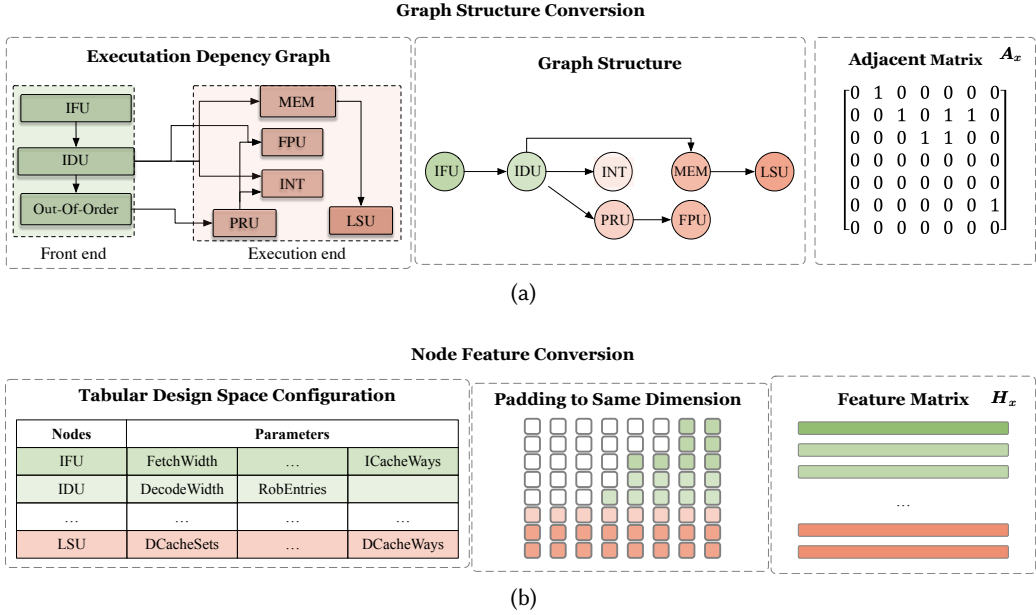 Graph Structure Conversion
Executation Depency Graph
IFU
IDU
Out-Of-Order
Front end
MEM
FPU
INT
PRU
LSU
Execution end
Graph Structure
IFU
IDU
INT
MEM
LSU
PRU
FPU
Adjacent Matrix Aₓ
0 1 0 0 0 0 0
0 0 1 0 1 1 0
0 0 0 1 1 0 0
0 0 0 0 0 0 0
0 0 0 0 0 0 0
0 0 0 0 0 0 1
0 0 0 0 0 0 0
(a)
Node Feature Conversion
Tabular Design Space Configuration
Nodes Parameters
IFU FetchWidth ... ICacheWays
IDU DecodeWidth RobEntries
... ... ... ...
LSU DCacheSets ... DCacheWays
Padding to Same Dimension
Feature Matrix Hₓ
...
(b)